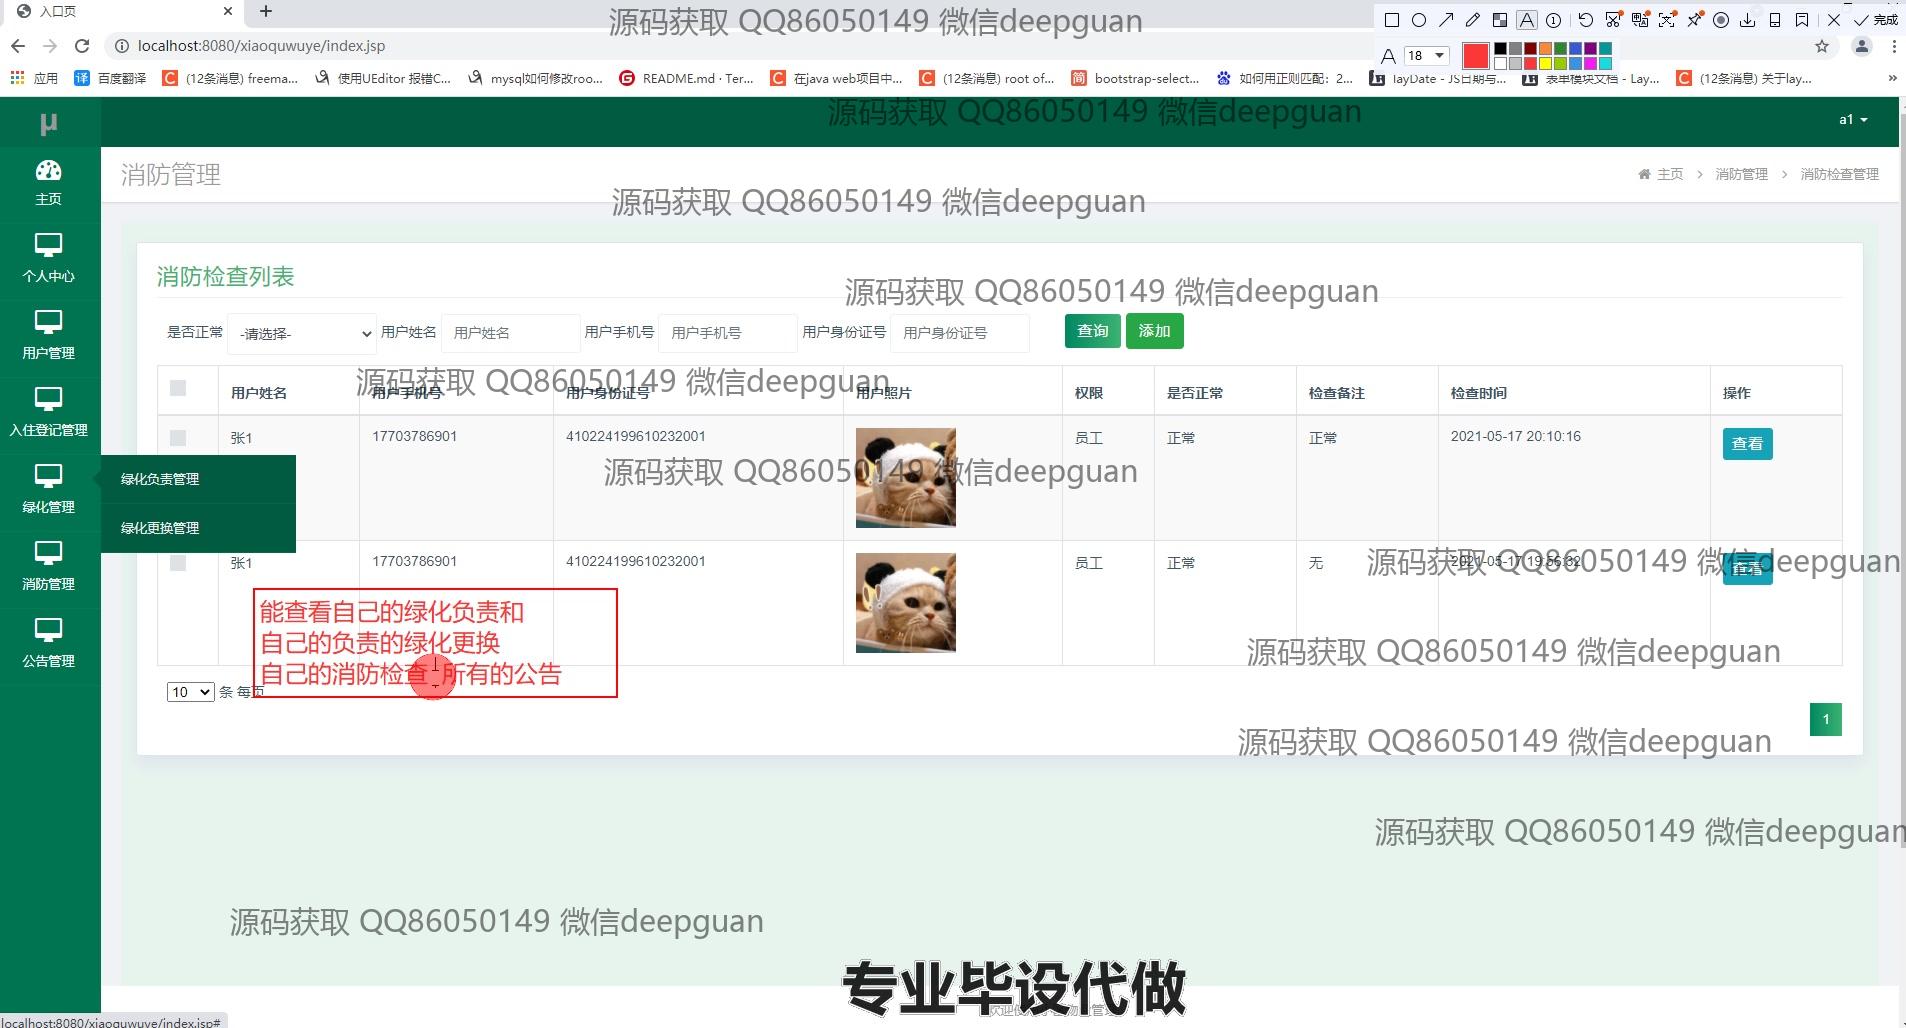 入口页
源码获取 QQ86050149 微信deepguan
完成
localhost:8080/xiaoquwuye/index.jsp
18
应用 百度翻译 (12条消息) freema... 使用UEditor 报错C... mysql如何修改roo... README.md · Ter... 在java web项目中... (12条消息) root of... bootstrap-select... 如何用正则匹配：2... layDate - JS日期与... 表单模块文档 - Lay... (12条消息) 关于lay...
源码获取 QQ86050149 微信deepguan
μ
a1
主页
消防管理
主页 > 消防管理 > 消防检查管理
源码获取 QQ86050149 微信deepguan
个人中心
用户管理
入住登记管理
绿化管理
绿化负责管理
绿化更换管理
消防管理
公告管理
消防检查列表
源码获取 QQ86050149 微信deepguan
是否正常 -请选择- 用户姓名 用户姓名 用户手机号 用户手机号 用户身份证号 用户身份证号 查询 添加
源码获取 QQ86050149 微信deepguan
用户姓名 用户手机号 用户身份证号 用户照片 权限 是否正常 检查备注 检查时间 操作
张1 17703786901 410224199610232001 员工 正常 正常 2021-05-17 20:10:16 查看
源码获取 QQ86050149 微信deepguan
张1 17703786901 410224199610232001 员工 正常 无 2021-05-17 19:56:32 查看
源码获取 QQ86050149 微信deepguan
能查看自己的绿化负责和
自己的负责的绿化更换
自己的消防检查 所有的公告
源码获取 QQ86050149 微信deepguan
10 条 每页
1
源码获取 QQ86050149 微信deepguan
源码获取 QQ86050149 微信deepguan
源码获取 QQ86050149 微信deepguan
专业毕设代做
localhost:8080/xiaoquwuye/index.jsp#